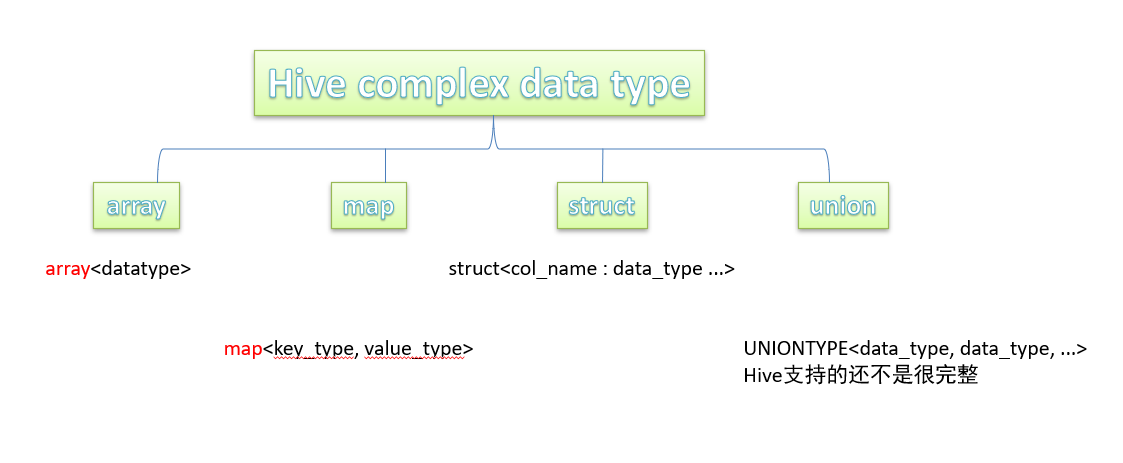 Hive complex data type
array
map
struct
union
array<datatype>
struct<col_name : data_type ...>
map<key_type, value_type>
UNIONTYPE<data_type, data_type, ...>
Hive支持的还不是很完整